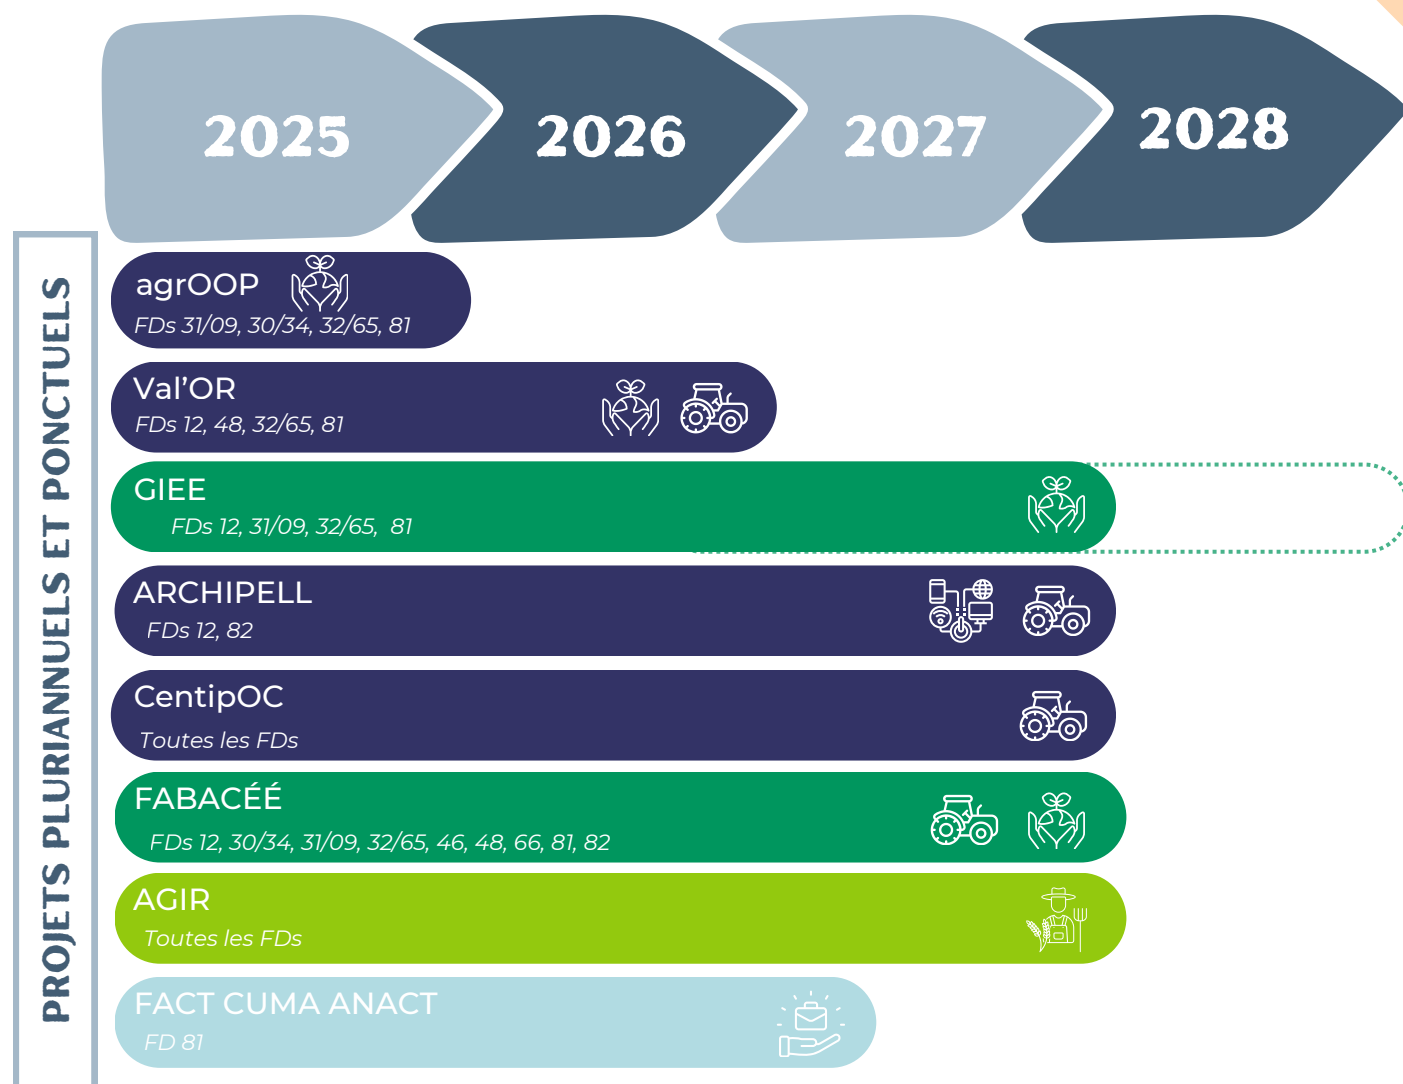 2025
2026
2027
2028
PROJETS PLURIANNUELS ET PONCTUELS
agrOOP
FDs 31/09, 30/34, 32/65, 81
Val'OR
FDs 12, 48, 32/65, 81
GIEE
FDs 12, 31/09, 32/65, 81
ARCHIPELL
FDs 12, 82
CentipOC
Toutes les FDs
FABACÉÉ
FDs 12, 30/34, 31/09, 32/65, 46, 48, 66, 81, 82
AGIR
Toutes les FDs
FACT CUMA ANACT
FD 81